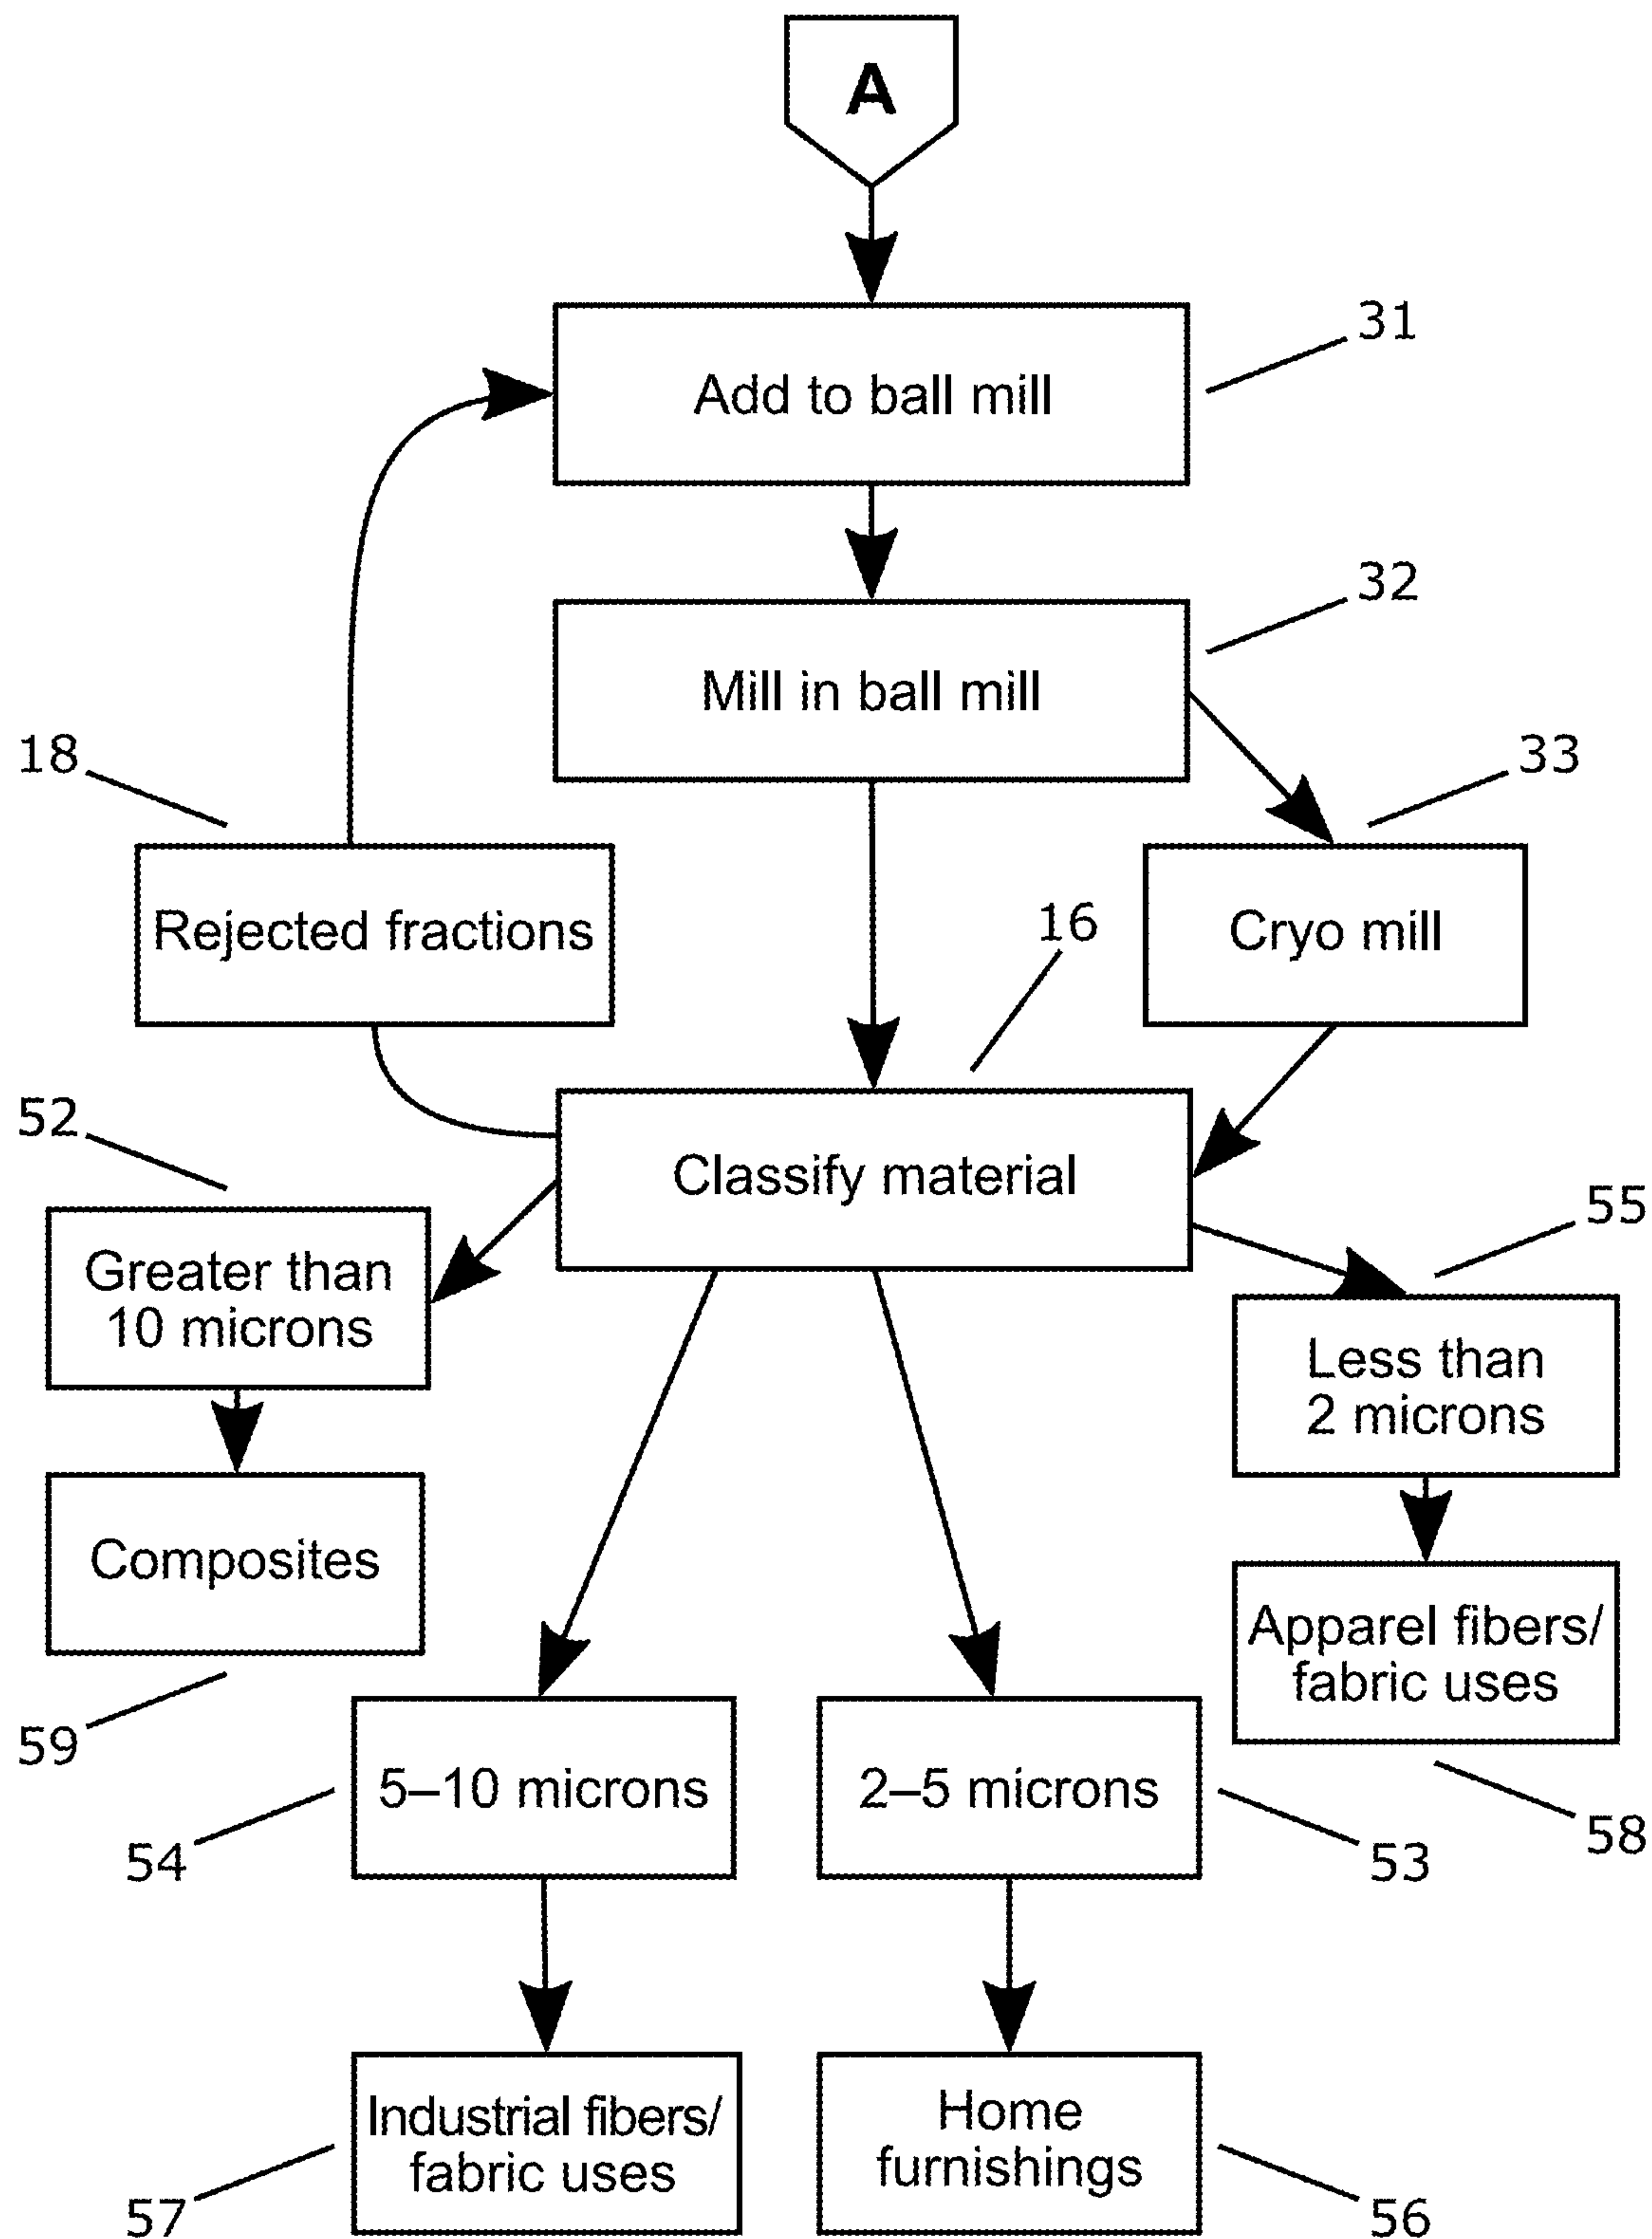 A
31
Add to ball mill
32
Mill in ball mill
18
33
Rejected fractions
16
Cryo mill
52
Classify material
55
Greater than
10 microns
Less than
2 microns
Composites
Apparel fibers/
fabric uses
59
5–10 microns
2–5 microns
58
54
53
Industrial fibers/
fabric uses
Home
furnishings
57
56